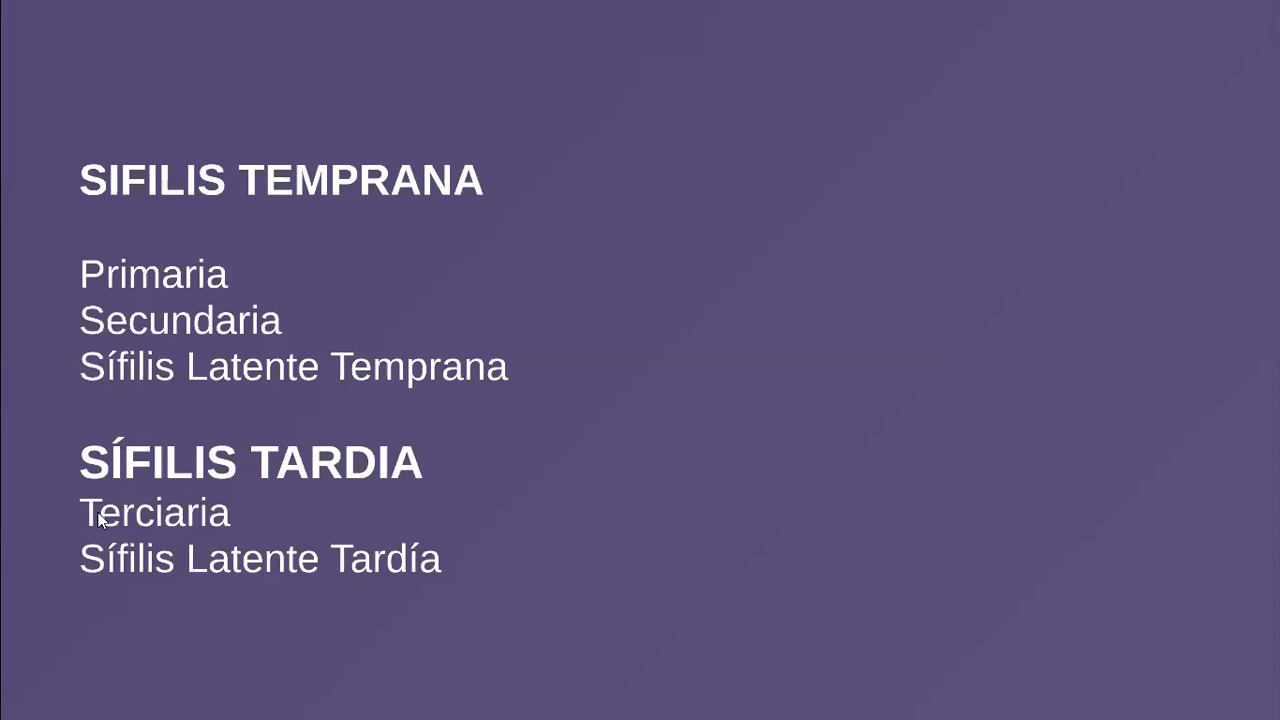 SIFILIS TEMPRANA
Primaria
Secundaria
Sífilis Latente Temprana
SÍFILIS TARDIA
Terciaria
Sífilis Latente Tardía